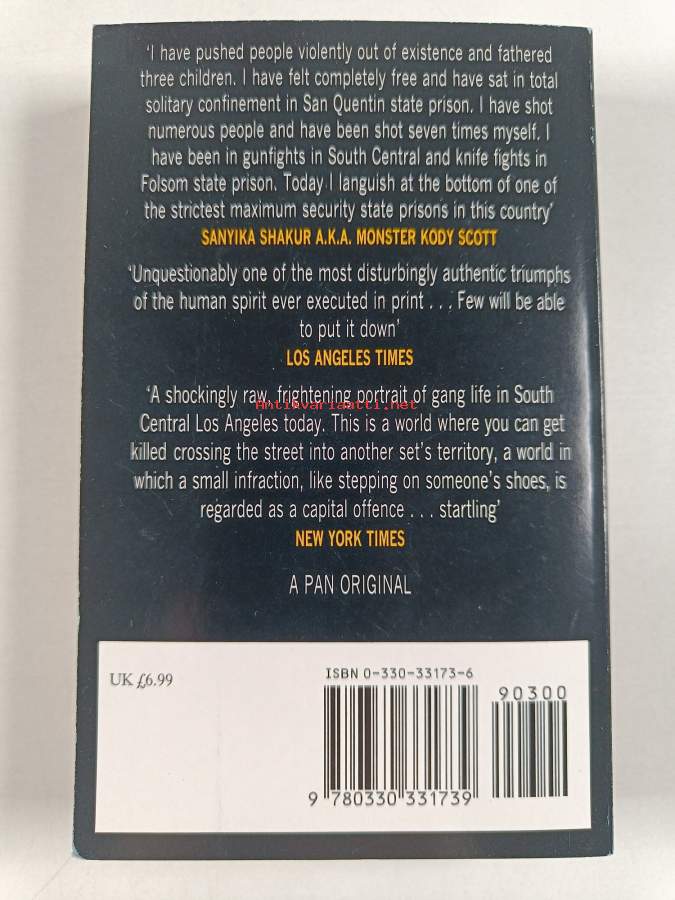 ‘I have pushed people violently out of existence and fathered
three children. I have felt completely free and have sat in total
solitary confinement in San Quentin state prison. I have shot
numerous people and have been shot seven times myself. I
have been in gunfights in South Central and knife fights in
Folsom state prison. Today I languish at the bottom of one of
the strictest maximum security state prisons in this country’
SANYIKA SHAKUR A.K.A. MONSTER KODY SCOTT
‘Unquestionably one of the most disturbingly authentic triumphs
of the human spirit ever executed in print . . . Few will be able
to put it down’
LOS ANGELES TIMES
‘A shockingly raw, frightening portrait of gang life in South
Antikvariaatti.net
Central Los Angeles today. This is a world where you can get
killed crossing the street into another set’s territory, a world in
which a small infraction, like stepping on someone’s shoes, is
regarded as a capital offence . . . startling’
NEW YORK TIMES
A PAN ORIGINAL
UK £6.99
ISBN 0-330-33173-6
90300
9 780330 331739